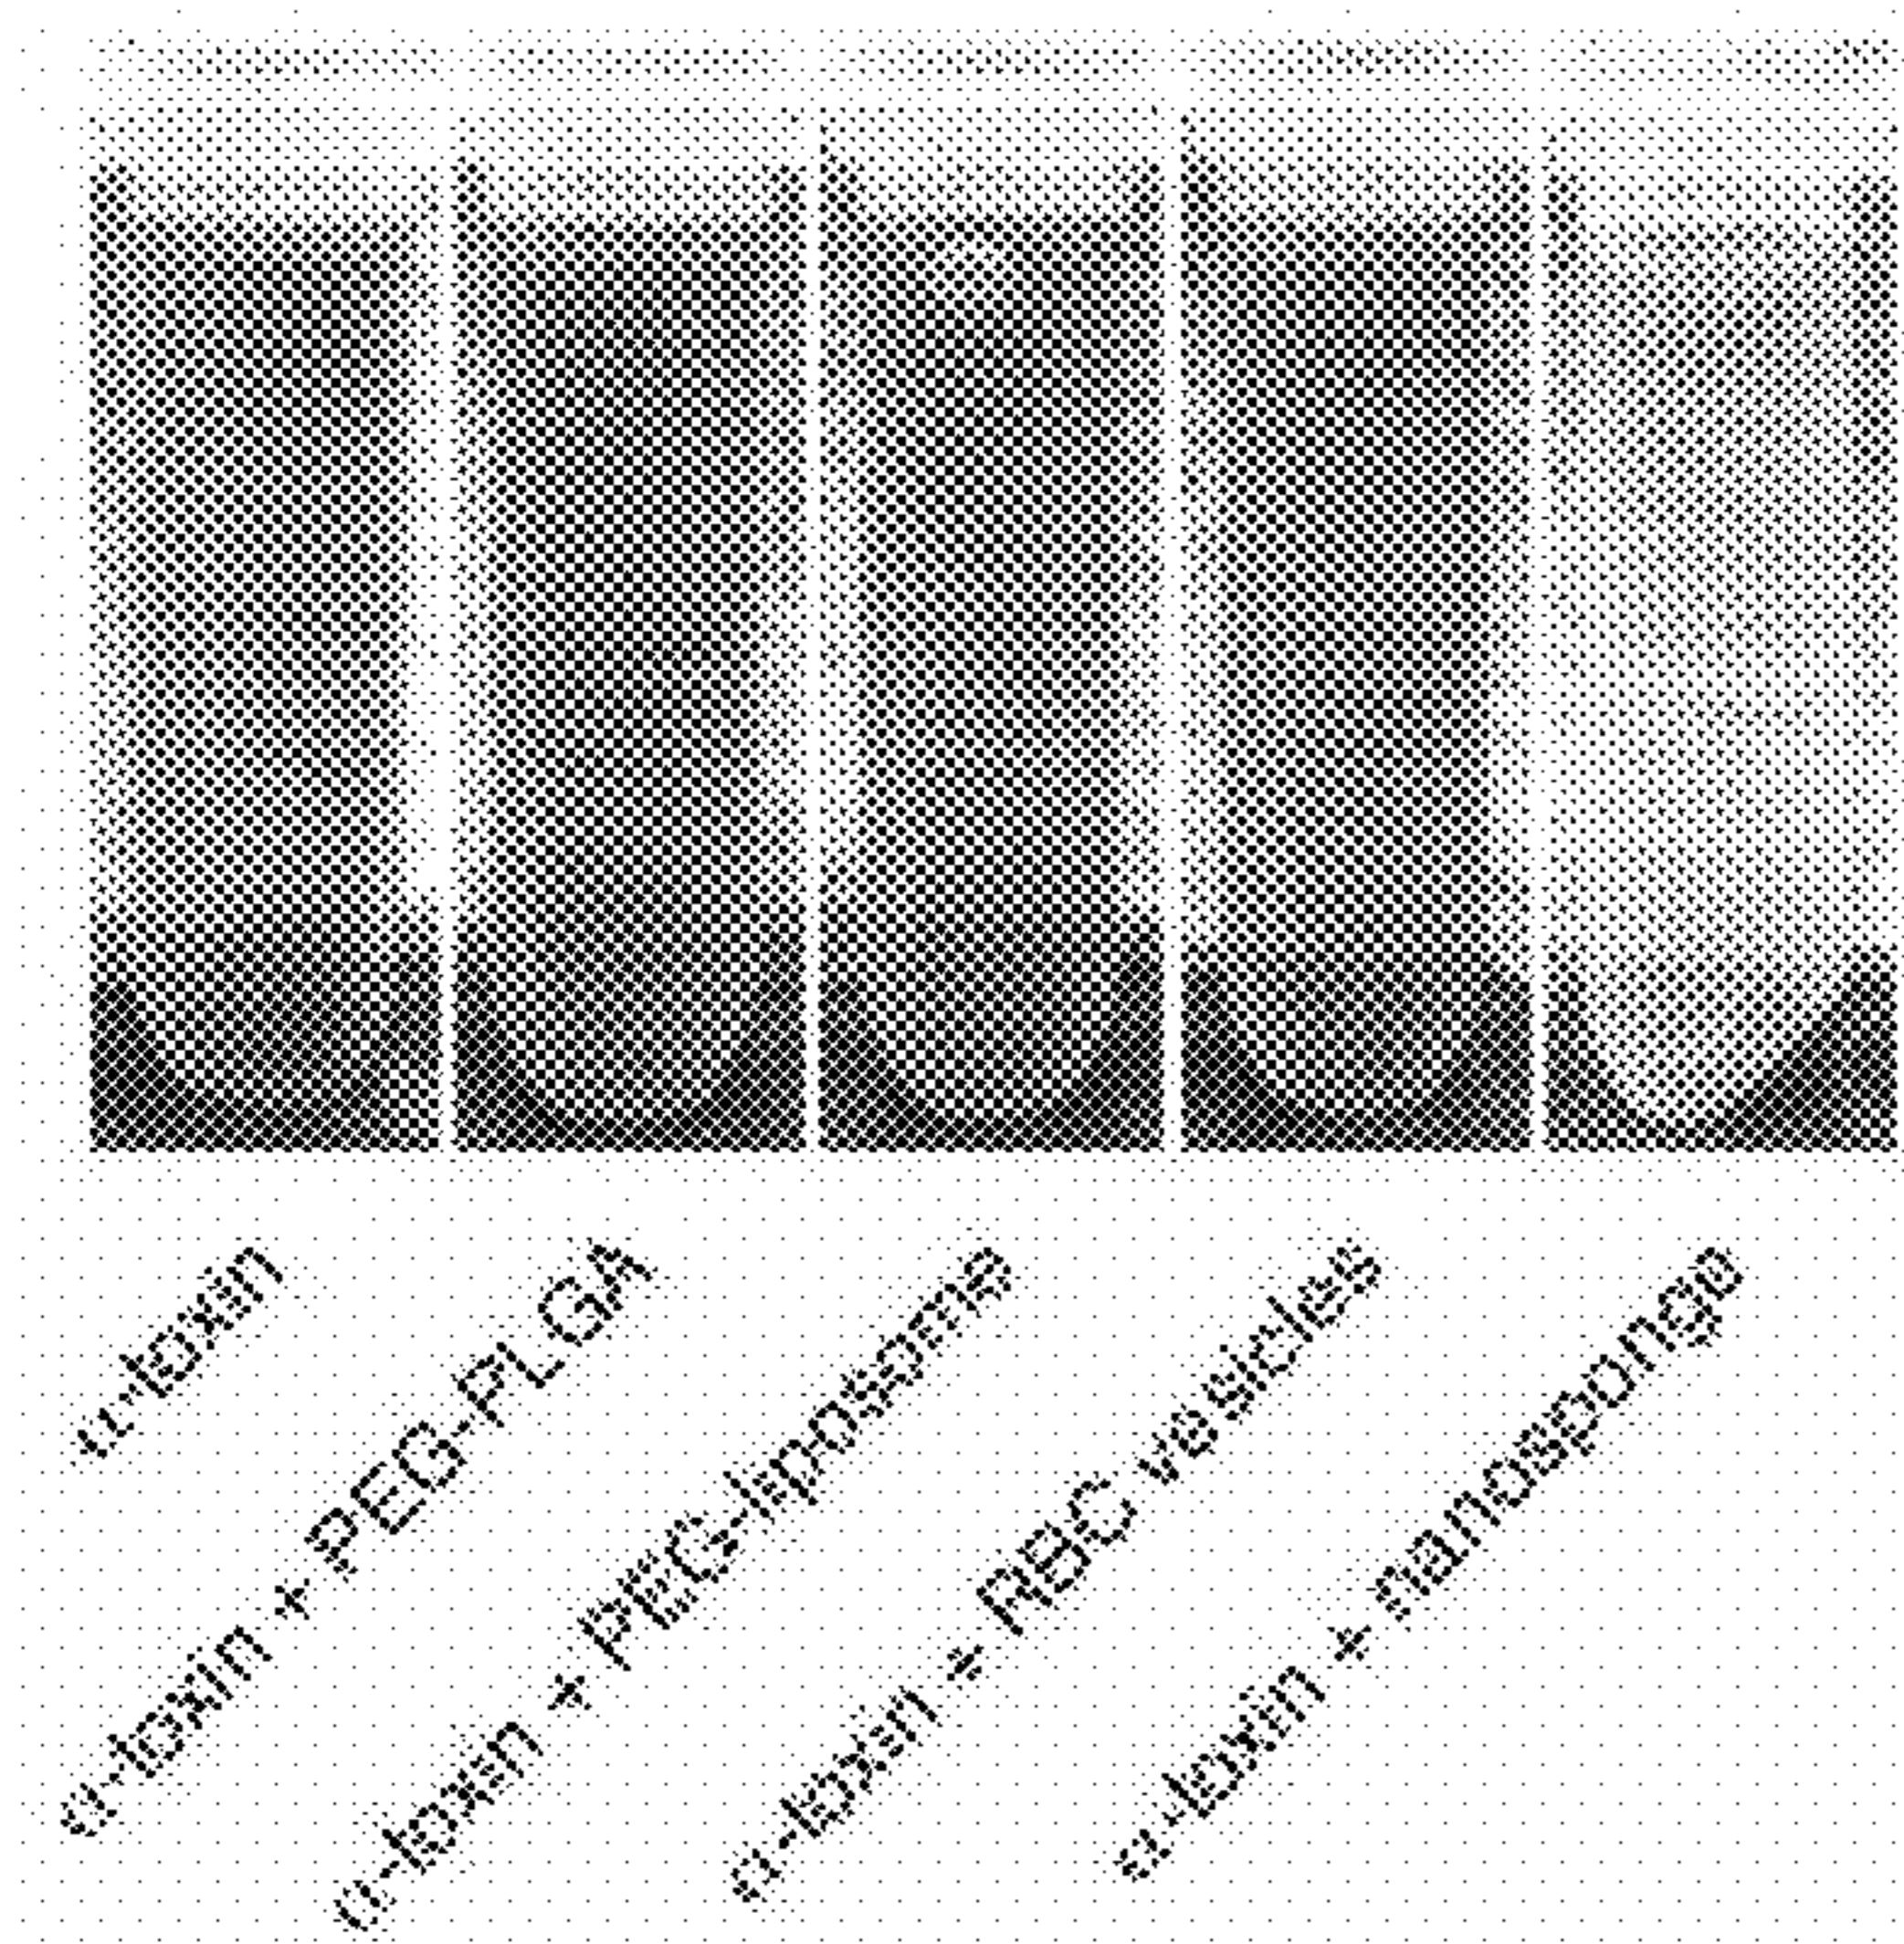 α-toxin
α-toxin + PEG-PLGA
α-toxin + PEG-liposome
α-toxin + RBC vesicles
α-toxin + nanosponge